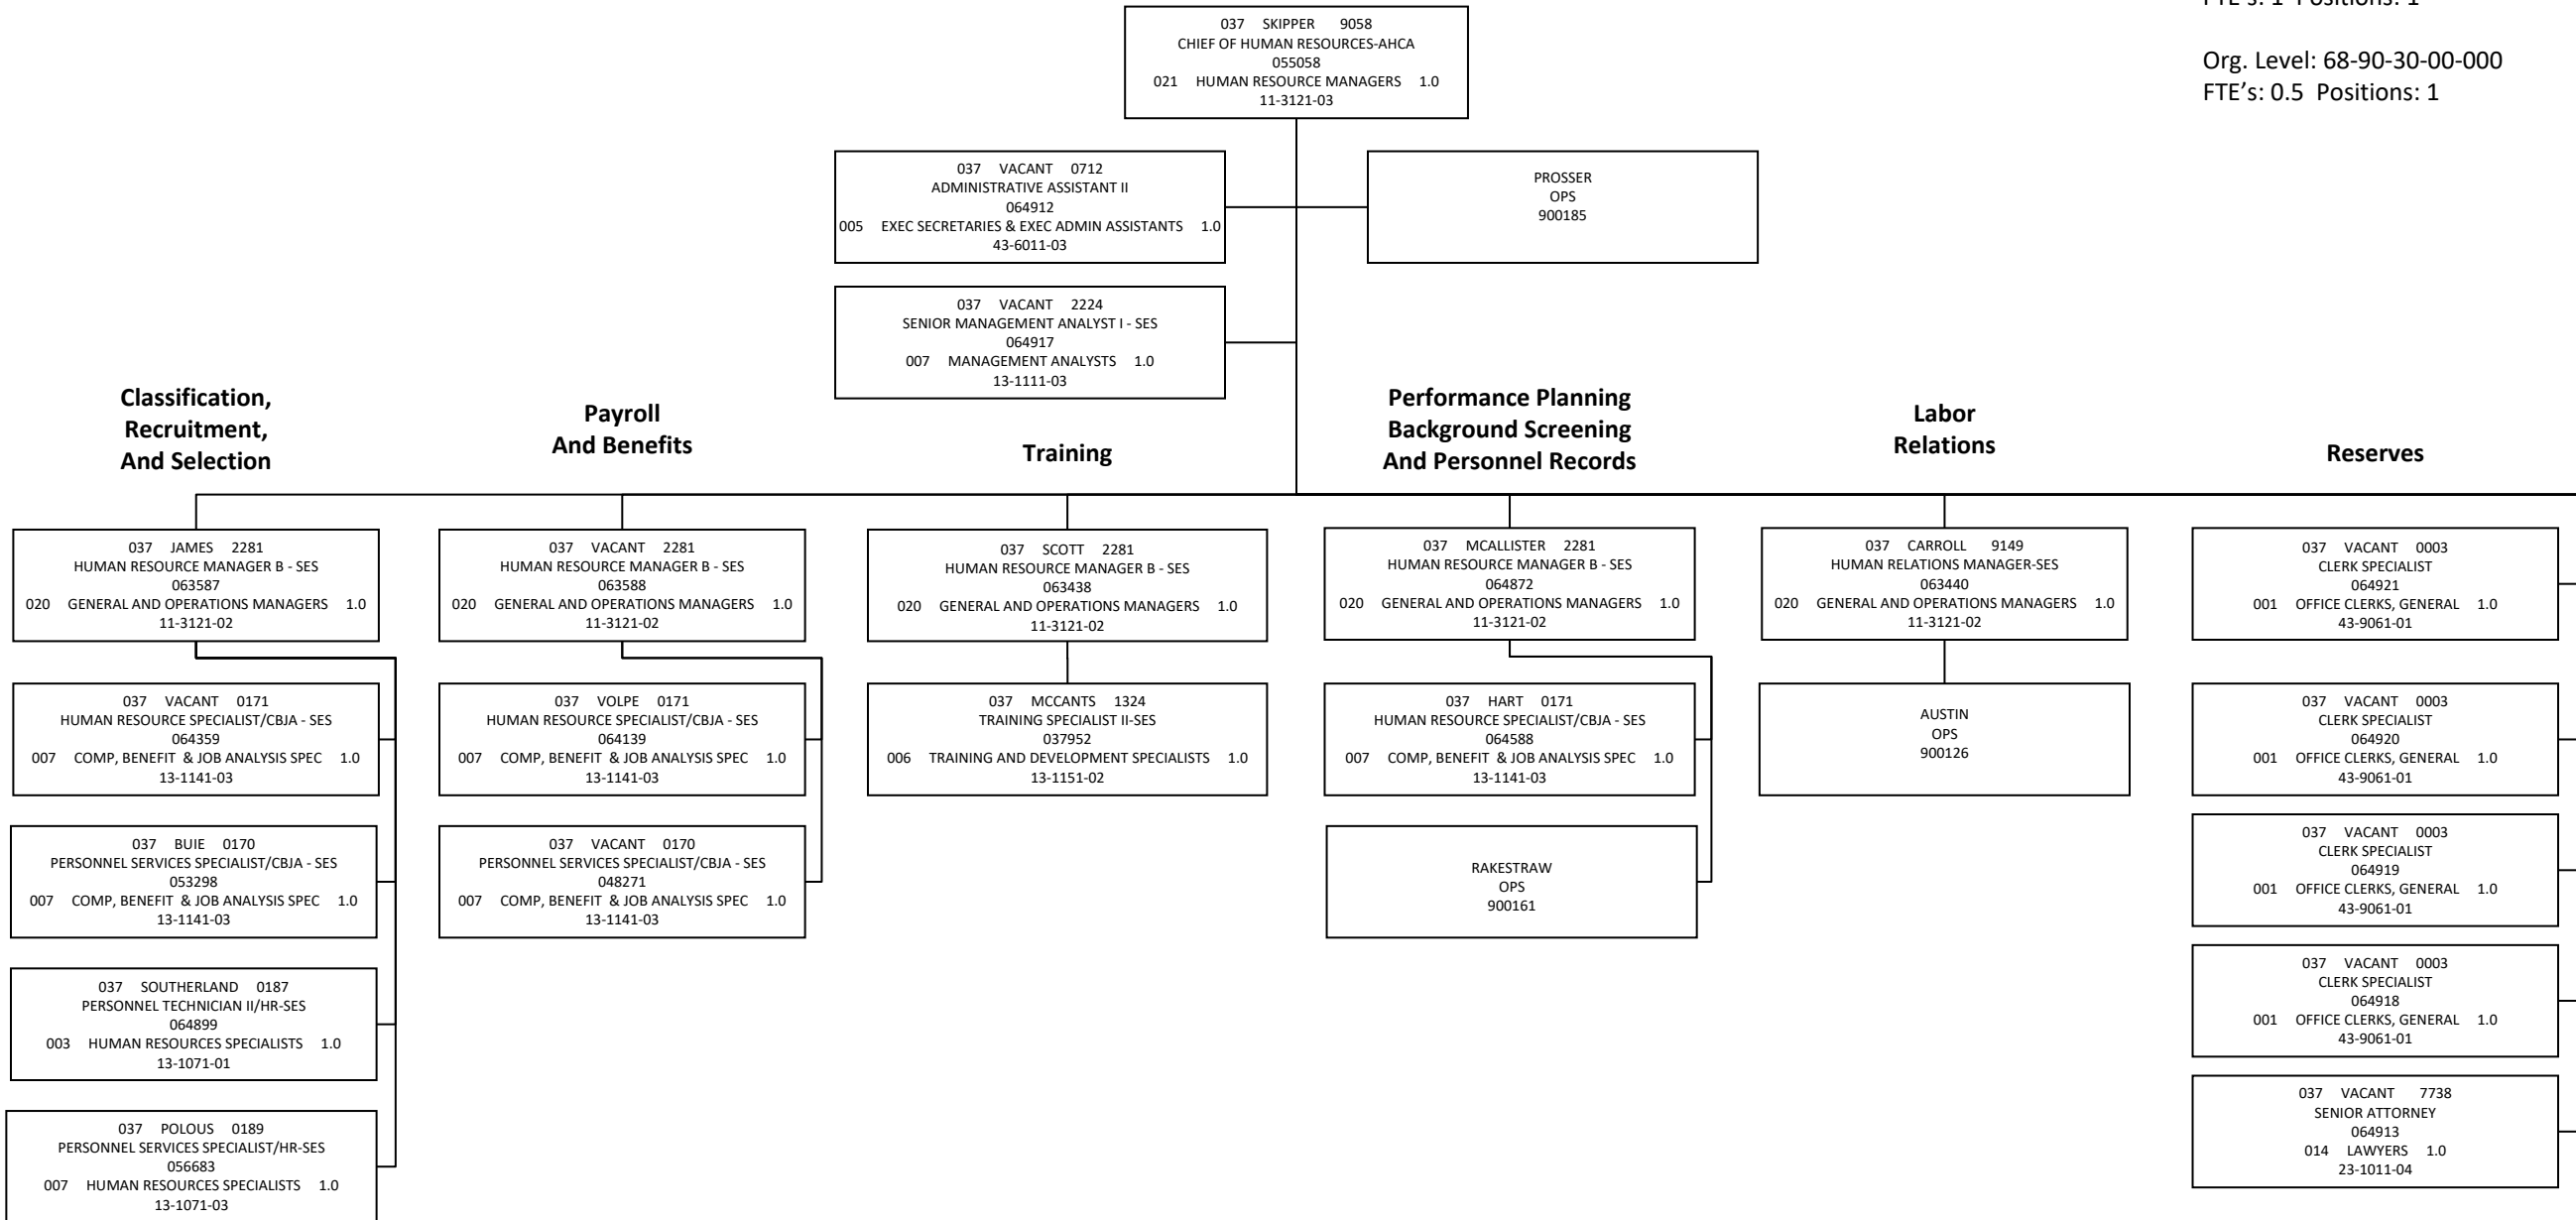 FTE's: 1 Positions: 1
Org. Level: 68-90-30-00-000
FTE's: 0.5 Positions: 1
037 SKIPPER 9058
CHIEF OF HUMAN RESOURCES-AHCA
055058
021 HUMAN RESOURCE MANAGERS 1.0
11-3121-03
037 VACANT 0712
ADMINISTRATIVE ASSISTANT II
064912
005 EXEC SECRETARIES & EXEC ADMIN ASSISTANTS 1.0
43-6011-03
PROSSER
OPS
900185
037 VACANT 2224
SENIOR MANAGEMENT ANALYST I - SES
064917
007 MANAGEMENT ANALYSTS 1.0
13-1111-03
Classification,
Recruitment,
And Selection
037 JAMES 2281
HUMAN RESOURCE MANAGER B - SES
063587
020 GENERAL AND OPERATIONS MANAGERS 1.0
11-3121-02
037 VACANT 0171
HUMAN RESOURCE SPECIALIST/CBJA - SES
064359
007 COMP, BENEFIT & JOB ANALYSIS SPEC 1.0
13-1141-03
037 BUIE 0170
PERSONNEL SERVICES SPECIALIST/CBJA - SES
053298
007 COMP, BENEFIT & JOB ANALYSIS SPEC 1.0
13-1141-03
037 SOUTHERLAND 0187
PERSONNEL TECHNICIAN II/HR-SES
064899
003 HUMAN RESOURCES SPECIALISTS 1.0
13-1071-01
037 POLOUS 0189
PERSONNEL SERVICES SPECIALIST/HR-SES
056683
007 HUMAN RESOURCES SPECIALISTS 1.0
13-1071-03
Payroll
And Benefits
037 VACANT 2281
HUMAN RESOURCE MANAGER B - SES
063588
020 GENERAL AND OPERATIONS MANAGERS 1.0
11-3121-02
037 VOLPE 0171
HUMAN RESOURCE SPECIALIST/CBJA - SES
064139
007 COMP, BENEFIT & JOB ANALYSIS SPEC 1.0
13-1141-03
037 VACANT 0170
PERSONNEL SERVICES SPECIALIST/CBJA - SES
048271
007 COMP, BENEFIT & JOB ANALYSIS SPEC 1.0
13-1141-03
Training
037 SCOTT 2281
HUMAN RESOURCE MANAGER B - SES
063438
020 GENERAL AND OPERATIONS MANAGERS 1.0
11-3121-02
037 MCCANTS 1324
TRAINING SPECIALIST II-SES
037952
006 TRAINING AND DEVELOPMENT SPECIALISTS 1.0
13-1151-02
Performance Planning
Background Screening
And Personnel Records
037 MCALLISTER 2281
HUMAN RESOURCE MANAGER B - SES
064872
020 GENERAL AND OPERATIONS MANAGERS 1.0
11-3121-02
037 HART 0171
HUMAN RESOURCE SPECIALIST/CBJA - SES
064588
007 COMP, BENEFIT & JOB ANALYSIS SPEC 1.0
13-1141-03
RAKESTRAW
OPS
900161
Labor
Relations
037 CARROLL 9149
HUMAN RELATIONS MANAGER-SES
063440
020 GENERAL AND OPERATIONS MANAGERS 1.0
11-3121-02
AUSTIN
OPS
900126
Reserves
037 VACANT 0003
CLERK SPECIALIST
064921
001 OFFICE CLERKS, GENERAL 1.0
43-9061-01
037 VACANT 0003
CLERK SPECIALIST
064920
001 OFFICE CLERKS, GENERAL 1.0
43-9061-01
037 VACANT 0003
CLERK SPECIALIST
064919
001 OFFICE CLERKS, GENERAL 1.0
43-9061-01
037 VACANT 0003
CLERK SPECIALIST
064918
001 OFFICE CLERKS, GENERAL 1.0
43-9061-01
037 VACANT 7738
SENIOR ATTORNEY
064913
014 LAWYERS 1.0
23-1011-04